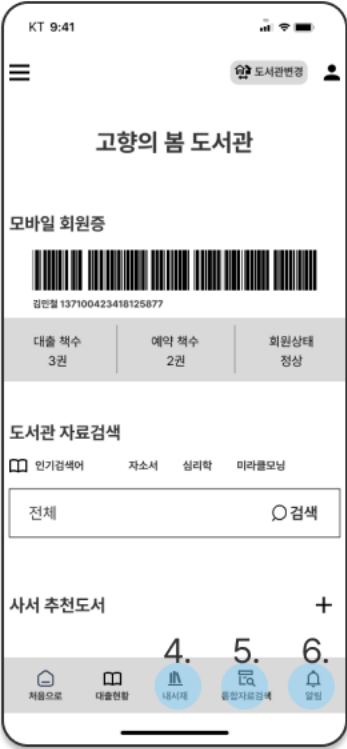 KT 9:41
도서관변경
고향의 봄 도서관
모바일 회원증
김민철 137100423418125877
대출 책수 예약 책수 회원상태
3권 2권 정상
도서관 자료검색
인기검색어 자소서 심리학 미라클모닝
전체 검색
사서 추천도서 +
4. 5. 6.
처음으로 대출현황 내서재 통합자료검색 알림